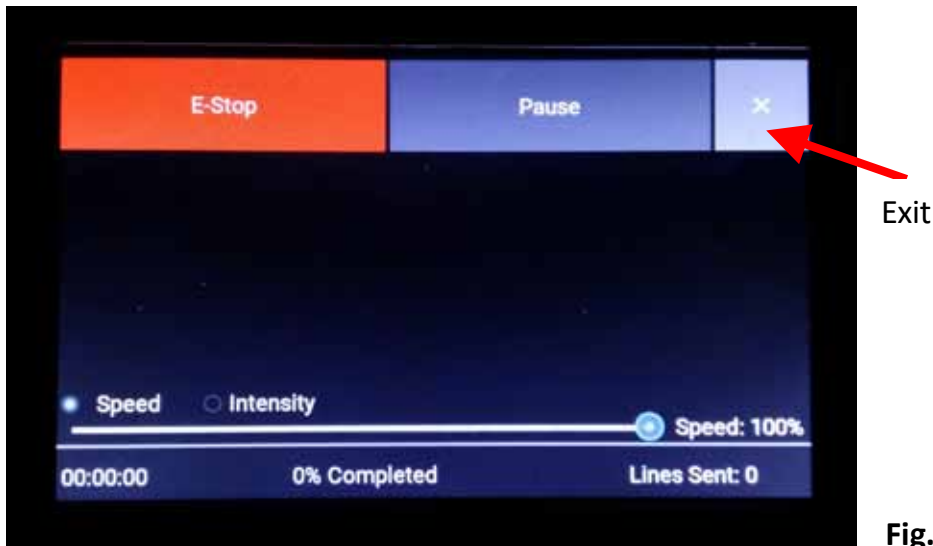 E-Stop Pause ×
Exit
Speed Intensity
Speed: 100%
00:00:00 0% Completed Lines Sent: 0
Fig.